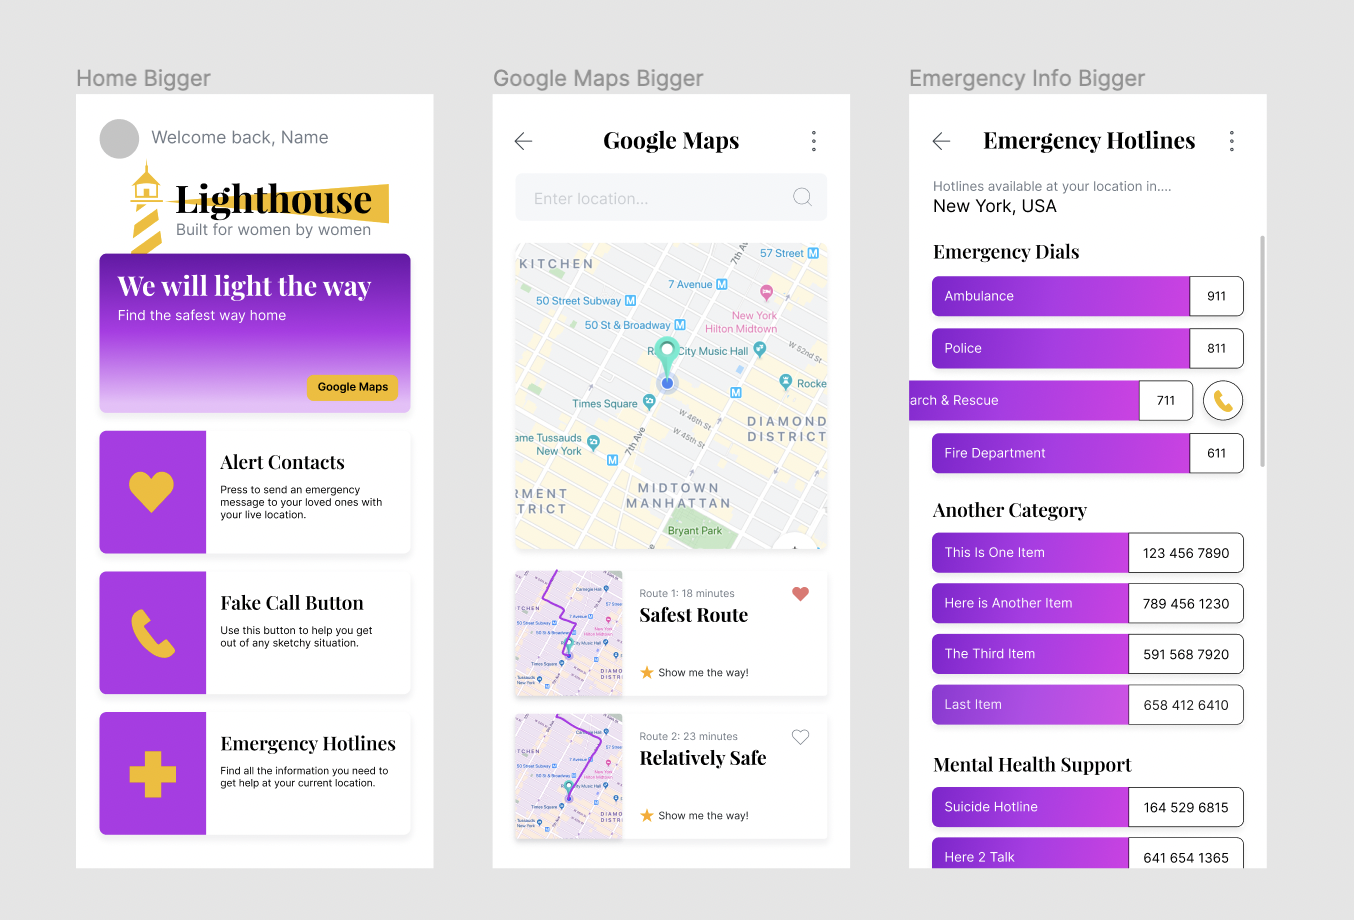 Home Bigger
Welcome back, Name
Lighthouse
Built for women by women
We will light the way
Find the safest way home
Google Maps
Alert Contacts
Press to send an emergency
message to your loved ones with
your live location.
Fake Call Button
Use this button to help you get
out of any sketchy situation.
Emergency Hotlines
Find all the information you need to
get help at your current location.
Google Maps Bigger
Google Maps
Enter location...
KITCHEN
7th A
57 Street M
7 Avenue M
50 Street Subway M
New York
Hilton Midtown
50 St & Broadway M
City Music Hall
W 52nd St
M
Rocke
Times Square
W 46th St
W 45th St
7th Ave
DIAMOND
DISTRICT
ame Tussauds
New York
M
MIDTOWN
MANHATTAN
RMENT
TRICT
Bryant Park
Route 1: 18 minutes
Safest Route
Show me the way!
Route 2: 23 minutes
Relatively Safe
Show me the way!
Emergency Info Bigger
Emergency Hotlines
Hotlines available at your location in....
New York, USA
Emergency Dials
Ambulance 911
Police 811
arch & Rescue 711
Fire Department 611
Another Category
This Is One Item 123 456 7890
Here is Another Item 789 456 1230
The Third Item 591 568 7920
Last Item 658 412 6410
Mental Health Support
Suicide Hotline 164 529 6815
Here 2 Talk 641 654 1365